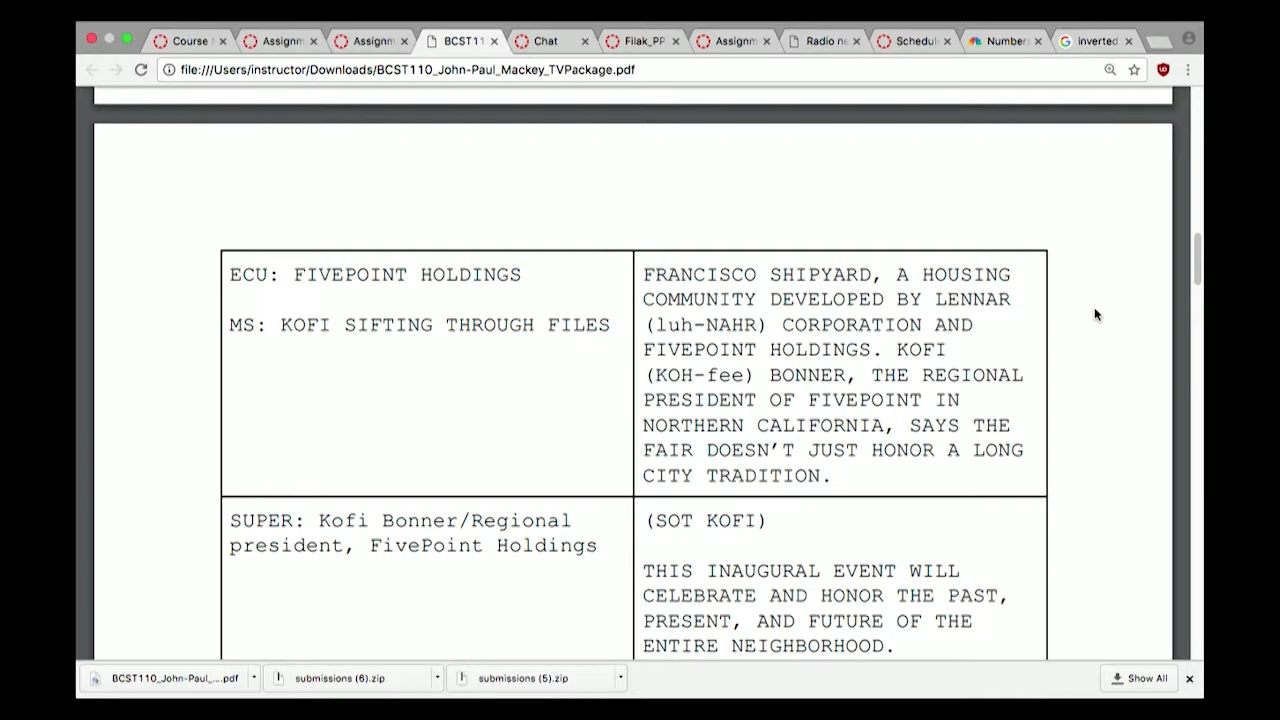 Course
Assignm
Assignm
BCST11
Chat
Filak_PP
Assignm
Radio ne
Schedul
Number
inverted
file:///Users/instructor/Downloads/BCST110_John-Paul_Mackey_TVPackage.pdf
ECU: FIVEPOINT HOLDINGS
MS: KOFI SIFTING THROUGH FILES
FRANCISCO SHIPYARD, A HOUSING
COMMUNITY DEVELOPED BY LENNAR
(luh-NAHR) CORPORATION AND
FIVEPOINT HOLDINGS. KOFI
(KOH-fee) BONNER, THE REGIONAL
PRESIDENT OF FIVEPOINT IN
NORTHERN CALIFORNIA, SAYS THE
FAIR DOESN’T JUST HONOR A LONG
CITY TRADITION.
SUPER: Kofi Bonner/Regional
president, FivePoint Holdings
(SOT KOFI)
THIS INAUGURAL EVENT WILL
CELEBRATE AND HONOR THE PAST,
PRESENT, AND FUTURE OF THE
ENTIRE NEIGHBORHOOD.
BCST110_John-Paul_....pdf
submissions (6).zip
submissions (5).zip
Show All